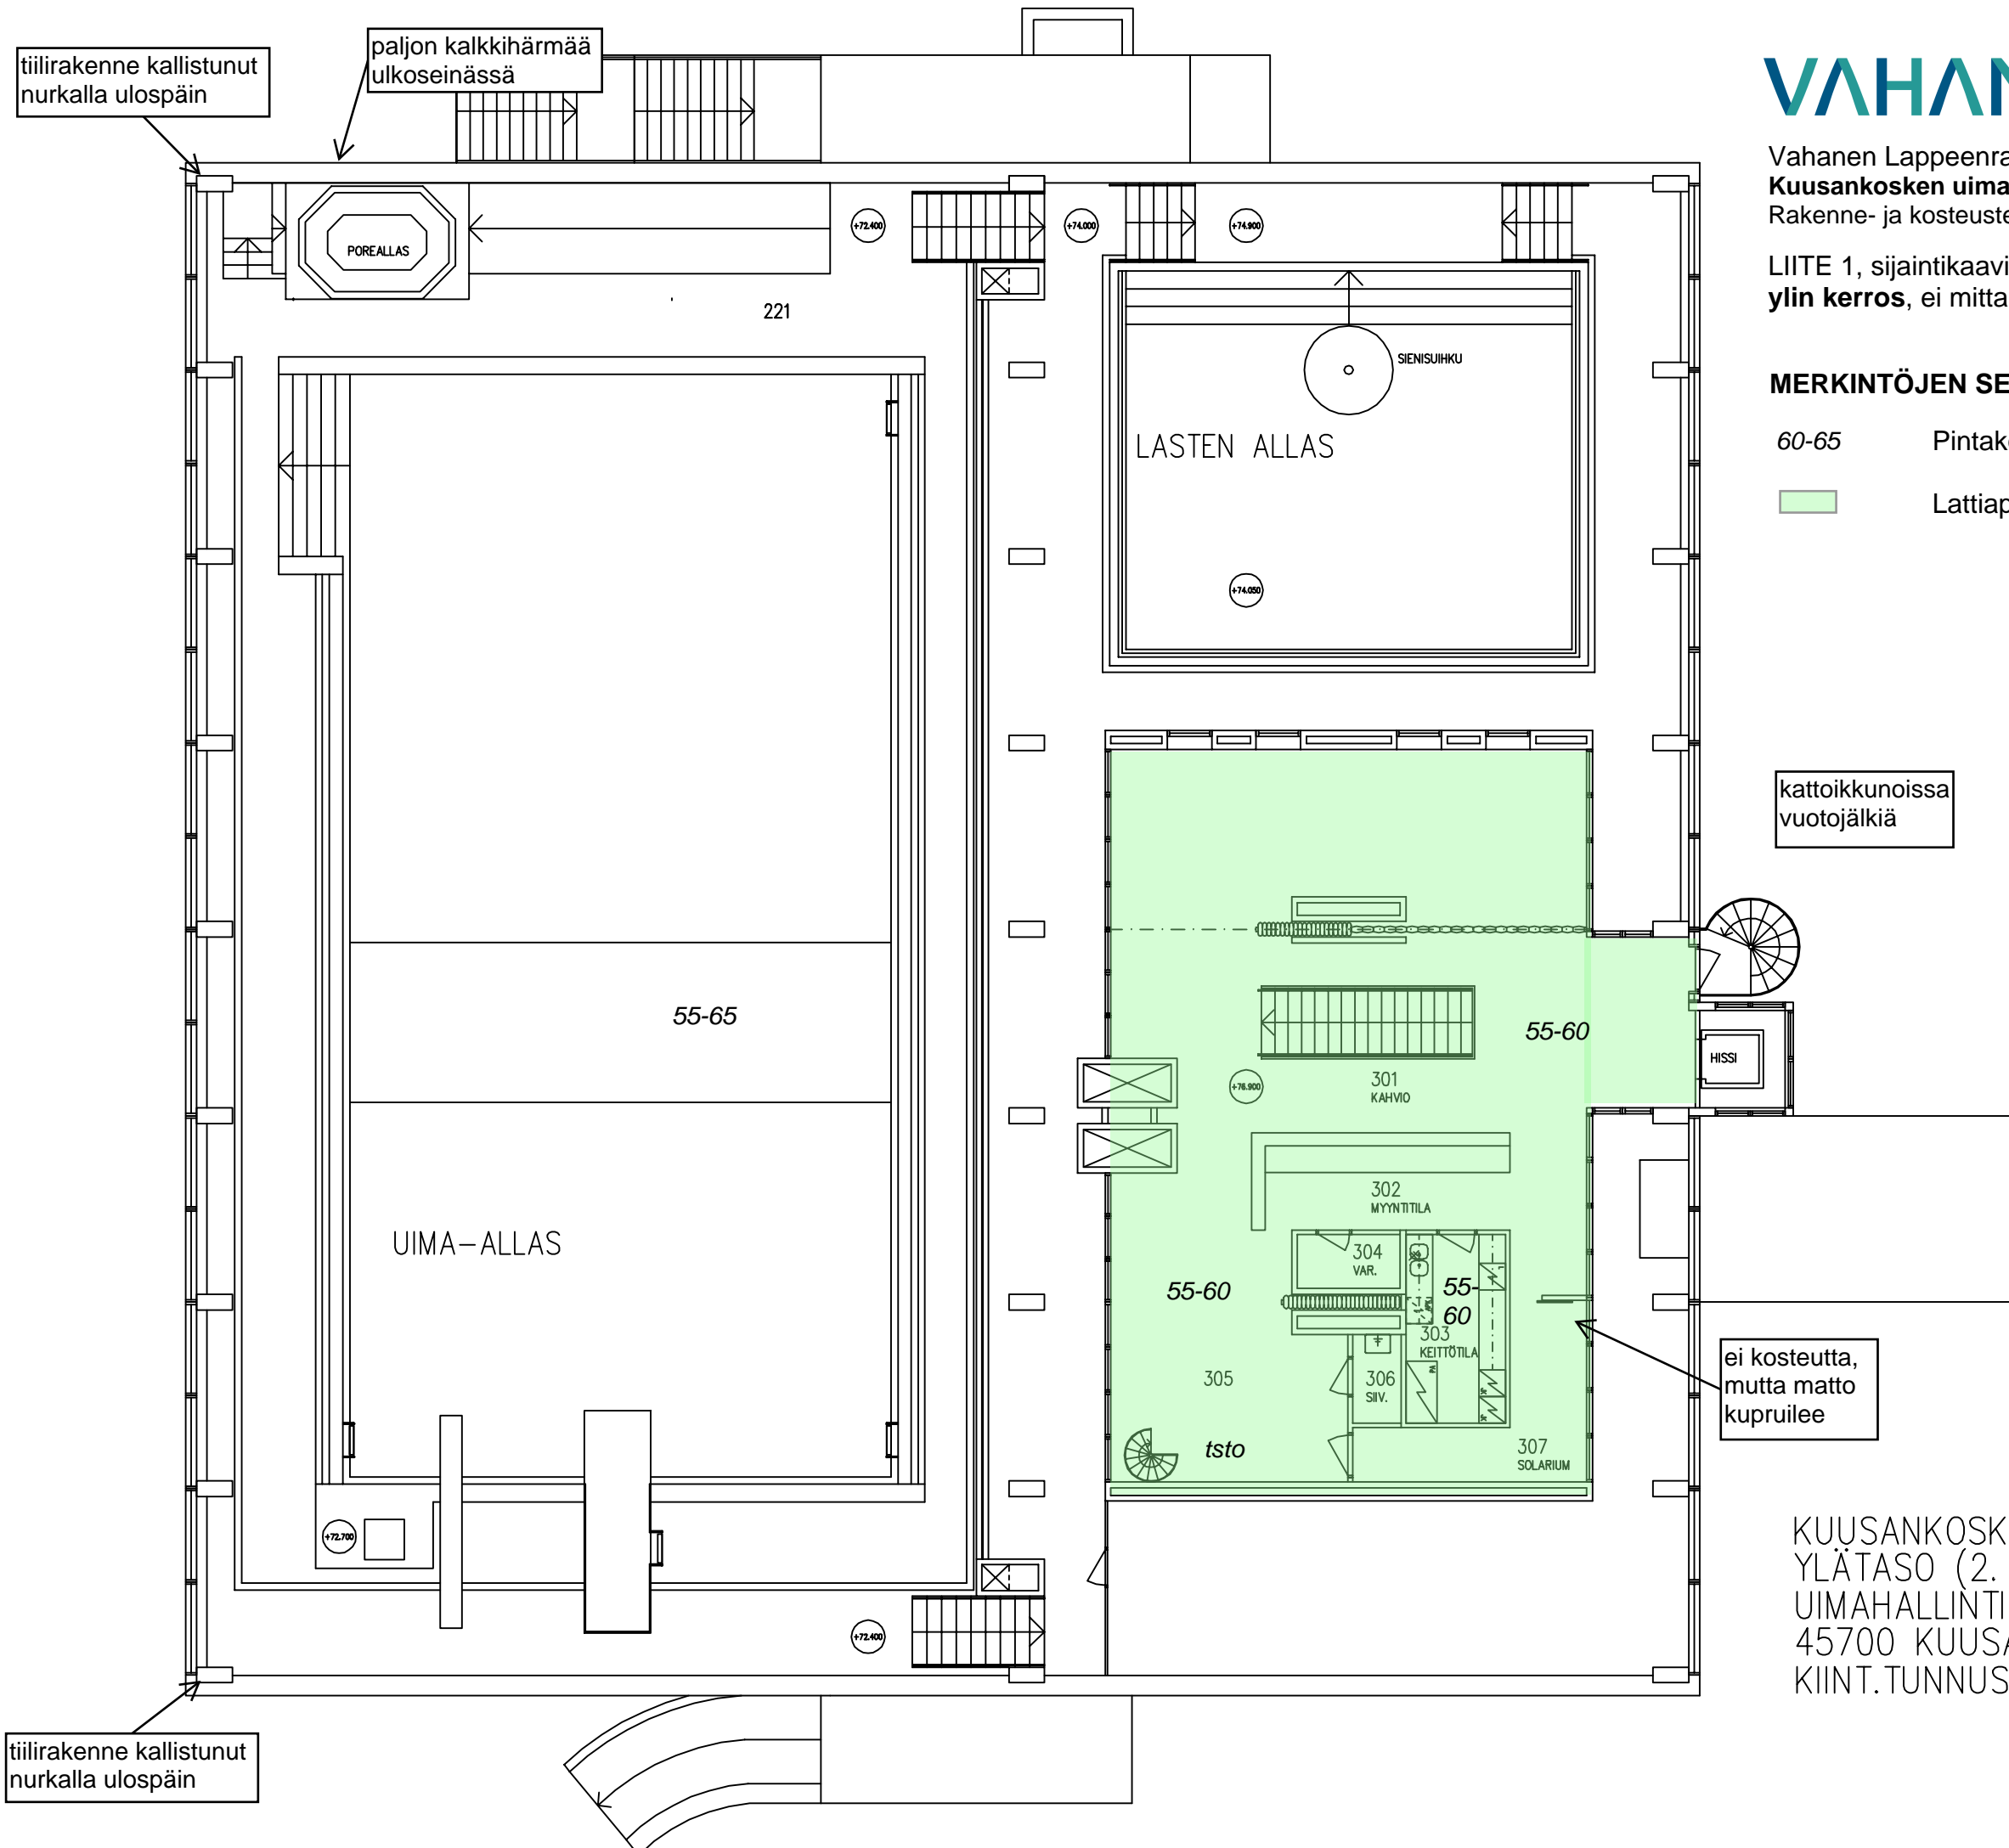 tiilirakenne kallistunut
nurkalla ulospäin
paljon kalkkihärmää
ulkoseinässä
VAHAN
Vahanen Lappeenra
Kuusankosken uima
Rakenne- ja kosteuste
LIITE 1, sijaintikaavi
ylin kerros, ei mitta
MERKINTÖJEN SE
60-65 Pintak
Lattiap
POREALLAS
+72.400
+74.000
+74.900
221
SIENISUIHKU
LASTEN ALLAS
+74.050
kattoikkunoissa
vuotojälkiä
55-65
55-60
HISSI
+76.900
301
KAHVIO
302
MYYNTITILA
UIMA-ALLAS
304
VAR.
55-60
55-
60
303
KEITTÖTILA
305
306
SIIV.
ei kosteutta,
mutta matto
kupruilee
tsto
307
SOLARIUM
+72.700
+72.400
KUUSANKOSK
YLÄTASO (2.
UIMAHALLINTI
45700 KUUSA
KIINT.TUNNUS
tiilirakenne kallistunut
nurkalla ulospäin